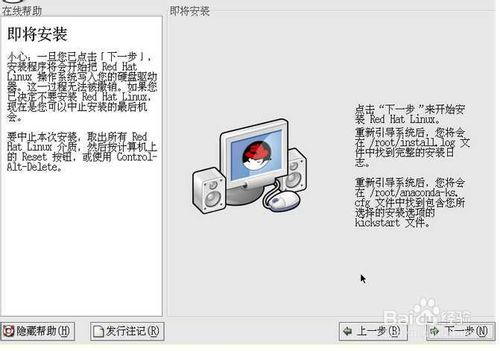 在线帮助
即将安装
即将安装
小心：一旦您已点击「下一步」，
安装程序将会开始把 Red Hat
Linux 操作系统写入您的硬盘驱动
器。这一过程无法被撤销。如果您
已决定不要安装 Red Hat Linux，
现在是您可以中止安装的最后机
会。
要中止本次安装，取出所有 Red
Hat Linux 介质，然后按计算机上
的 Reset 按钮，或使用 Control-
Alt-Delete。
点击 “下一步 ”来开始安
装 Red Hat Linux。
重新引导系统后，您将会
在 /root/install.log 文
件中找到完整的安装日
志。
重新引导系统后，您将会
在 /root/anaconda-ks.
cfg 文件中找到包含您所
选择的安装选项的
kickstart 文件。
隐藏帮助(H)
发行注记(R)
上一步(B)
下一步(N)
Baidu 经验